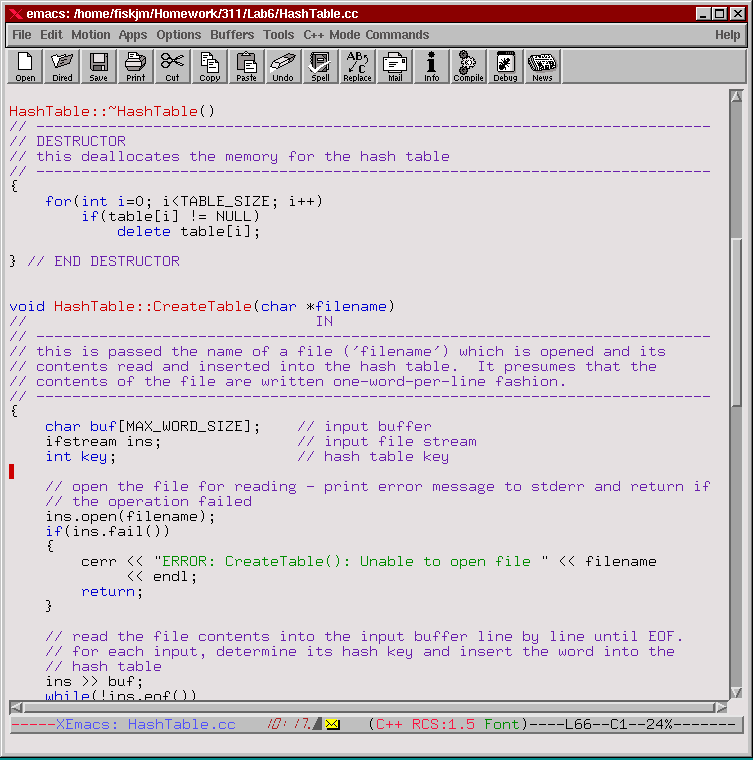 emacs: /home/fiskjm/Homework/311/Lab6/HashTable.cc
File Edit Motion Apps Options Buffers Tools C++ Mode Commands Help
Open Dired Save Print Cut Copy Paste Undo Spell Replace Mail Info Compile Debug News
HashTable::~HashTable()
// ---------------------------------------------------------------------------
// DESTRUCTOR
// this deallocates the memory for the hash table
// ---------------------------------------------------------------------------
{
    for(int i=0; i<TABLE_SIZE; i++)
        if(table[i] != NULL)
            delete table[i];

} // END DESTRUCTOR


void HashTable::CreateTable(char *filename)
//                                IN
// ---------------------------------------------------------------------------
// this is passed the name of a file ('filename') which is opened and its
// contents read and inserted into the hash table.  It presumes that the
// contents of the file are written one-word-per-line fashion.
// ---------------------------------------------------------------------------
{
    char buf[MAX_WORD_SIZE];    // input buffer
    ifstream ins;               // input file stream
    int key;                    // hash table key

    // open the file for reading - print error message to stderr and return if
    // the operation failed
    ins.open(filename);
    if(ins.fail())
    {
        cerr << "ERROR: CreateTable(): Unable to open file " << filename
             << endl;
        return;
    }

    // read the file contents into the input buffer line by line until EOF.
    // for each input, determine its hash key and insert the word into the
    // hash table
    ins >> buf;
    while(!ins.eof())
-----XEmacs: HashTable.cc   10:17   (C++ RCS:1.5 Font)----L66--C1--24%-------